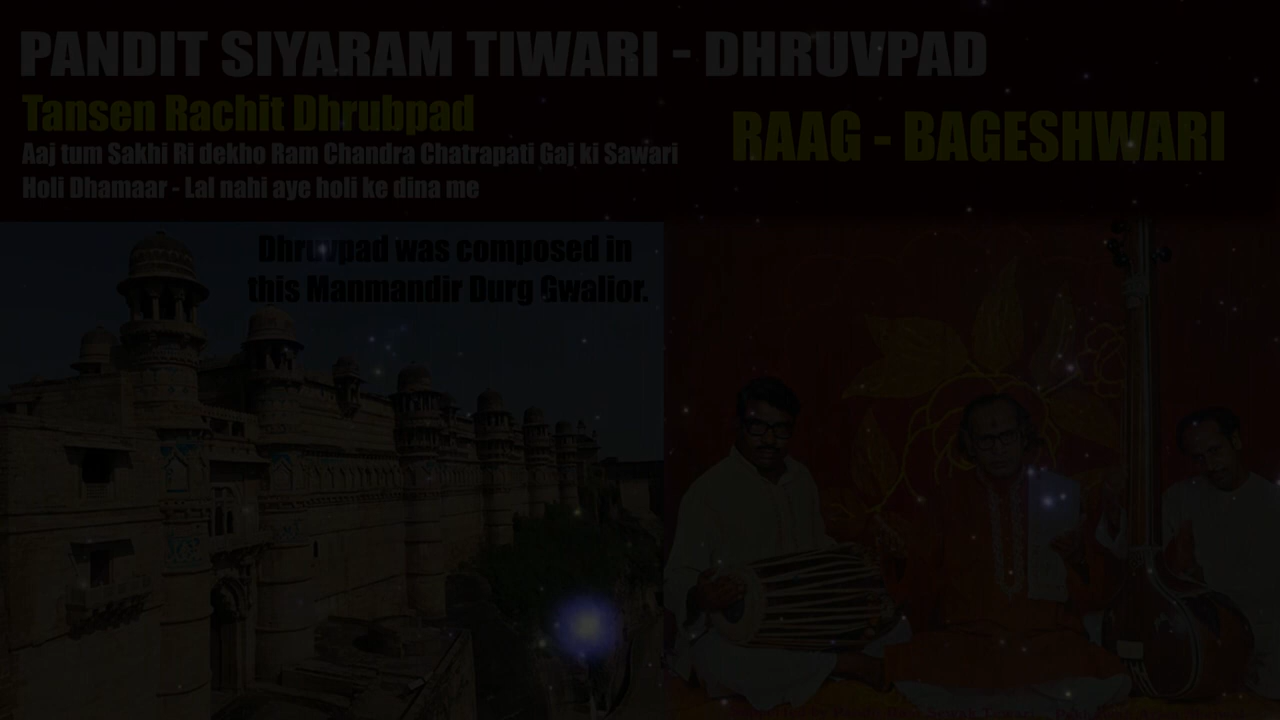 PANDIT SIYARAM TIWARI - DHRUVPAD
Tansen Rachit Dhrubpad
RAAG - BAGESHWARI
Aaj tum Sakhi Ri dekho Ram Chandra Chatrapati Gaj ki Sawari
Holi Dhamaar - Lal nahi aye holi ke dina me
Dhruvpad was composed in
this Manmandir Durg Gwalior.